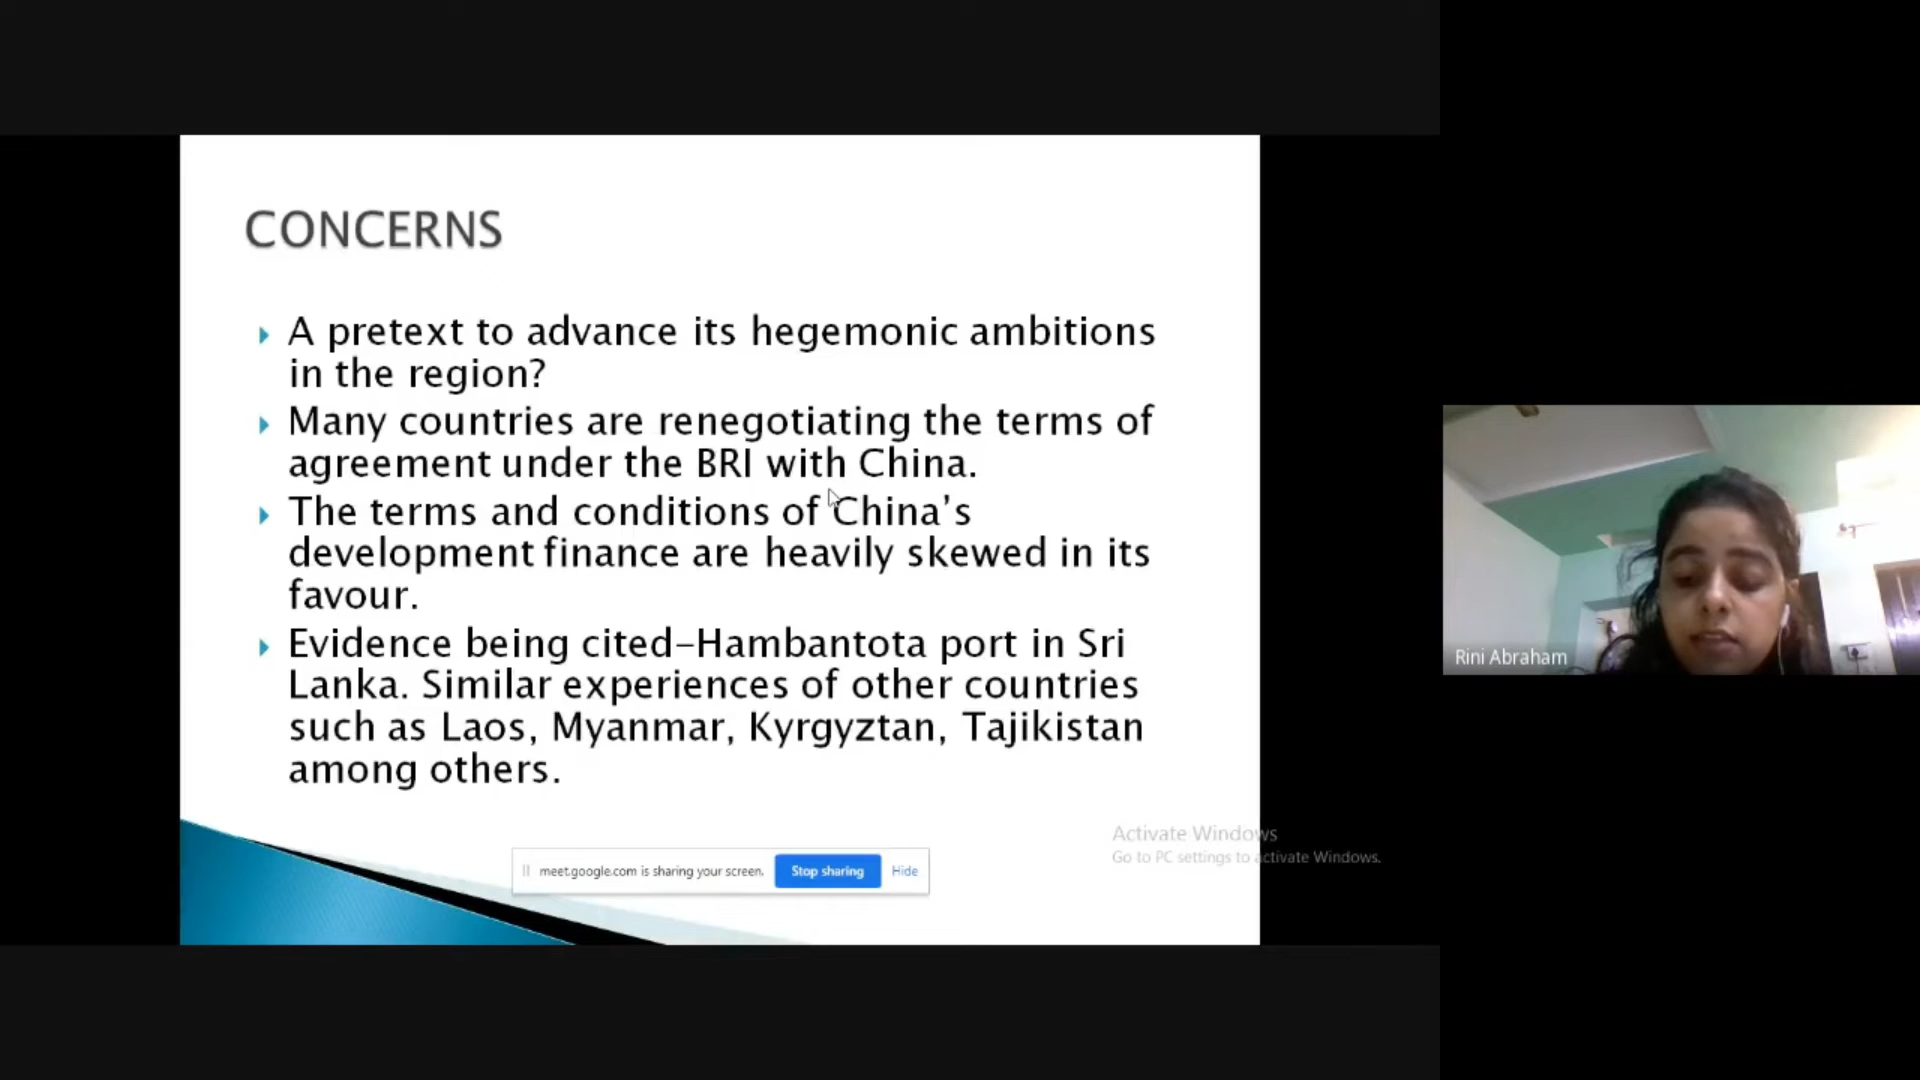 CONCERNS
A pretext to advance its hegemonic ambitions
in the region?
Many countries are renegotiating the terms of
agreement under the BRI with China.
The terms and conditions of China's
development finance are heavily skewed in its
favour.
Evidence being cited-Hambantota port in Sri
Lanka. Similar experiences of other countries
such as Laos, Myanmar, Kyrgyztan, Tajikistan
among others.
Rini Abraham
Activate Windows
Go to PC settings to activate Windows.
meet.google.com is sharing your screen. Stop sharing Hide